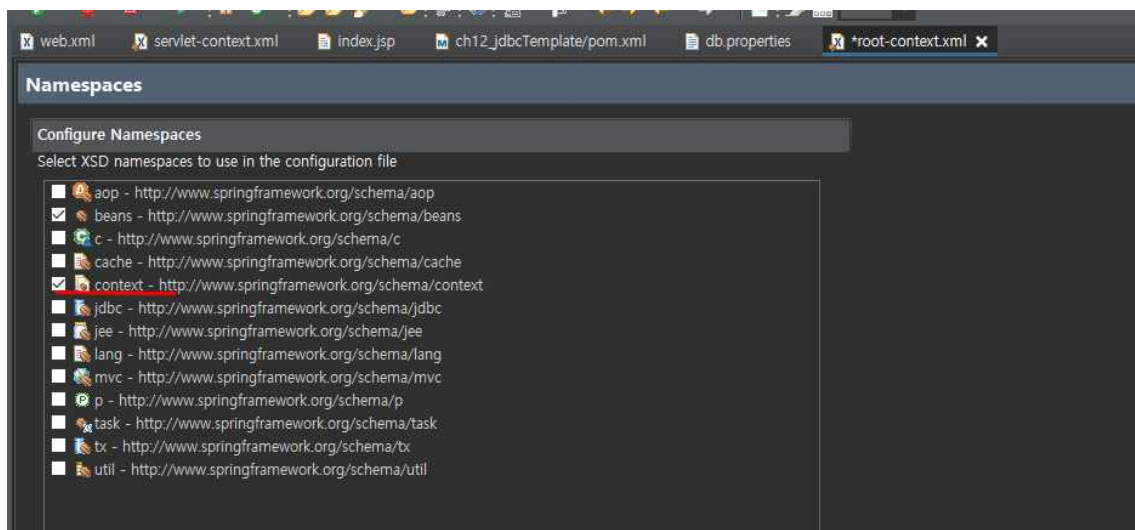 web.xml servlet-context.xml index.jsp ch12_jdbcTemplate/pom.xml db.properties *root-context.xml
Namespaces
Configure Namespaces
Select XSD namespaces to use in the configuration file
aop - http://www.springframework.org/schema/aop
beans - http://www.springframework.org/schema/beans
c - http://www.springframework.org/schema/c
cache - http://www.springframework.org/schema/cache
context - http://www.springframework.org/schema/context
jdbc - http://www.springframework.org/schema/jdbc
jee - http://www.springframework.org/schema/jee
lang - http://www.springframework.org/schema/lang
mvc - http://www.springframework.org/schema/mvc
p - http://www.springframework.org/schema/p
task - http://www.springframework.org/schema/task
tx - http://www.springframework.org/schema/tx
util - http://www.springframework.org/schema/util